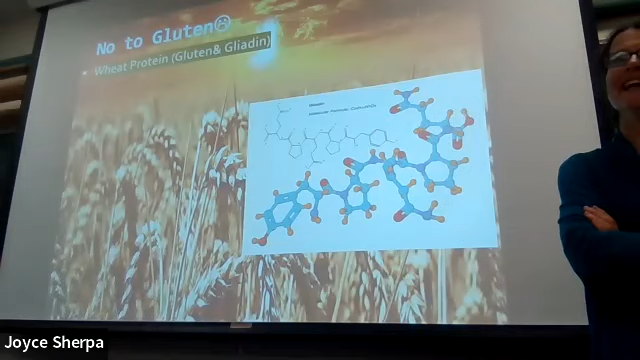 No to Gluten☹
• Wheat Protein (Gluten& Gliadin)
Joyce Sherpa